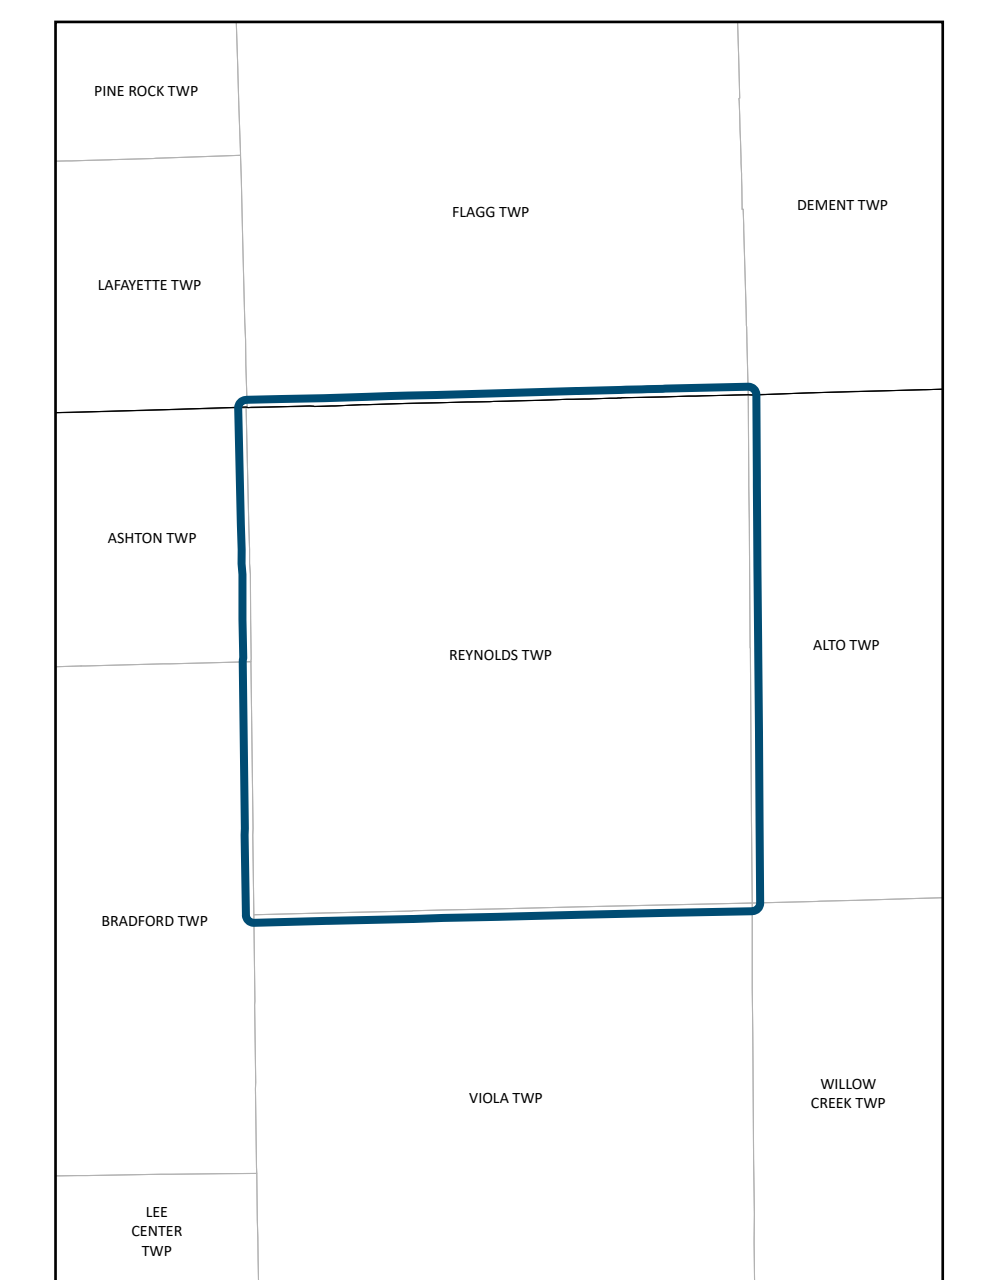 PINE ROCK TWP
DEMENT TWP
FLAGG TWP
LAFAYETTE TWP
ASHTON TWP
ALTO TWP
REYNOLDS TWP
BRADFORD TWP
WILLOW
CREEK TWP
VIOLA TWP
LEE
CENTER
TWP